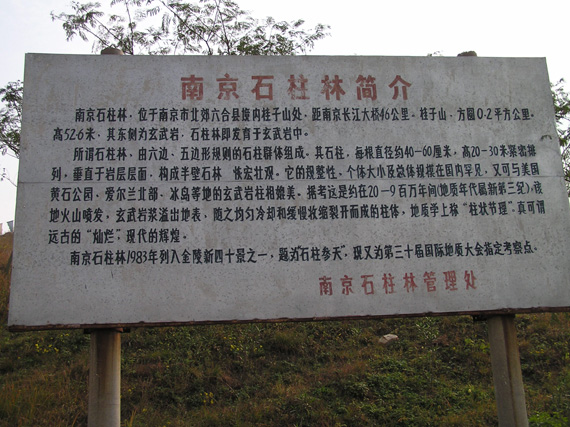 南京石柱林简介
南京石柱林，位于南京市北郊六合县境内桂子山处，距南京长江大桥46公里。桂子山，方圆0·2平方公里。
高52·6米，其东侧为玄武岩，石柱林即发育于玄武岩中。
所谓石柱林，由六边、五边形规则的石柱群体组成。其石柱，每根直径约40—60厘米，高20—30米紧密排
列，垂直于岩层层面，构成半壁石林，恢宏壮观。它的规整性，个体大小及总体规模在国内罕见，又可与美国
黄石公园，爱尔兰北部，冰岛等地的玄武岩柱相媲美。据考这是约在20—9百万年间(地质年代属新第三纪)该
地火山喷发，玄武岩浆溢出地表，随之均匀冷却和缓慢收缩裂开而成的柱体，地质学上称“柱状节理”真可谓
远古的“灿烂”，现代的辉煌。
南京石柱林1983年列入金陵新四十景之一，题为“石柱参天”，现又为第三十届国际地质大会指定考察点。
南京石柱林管理处